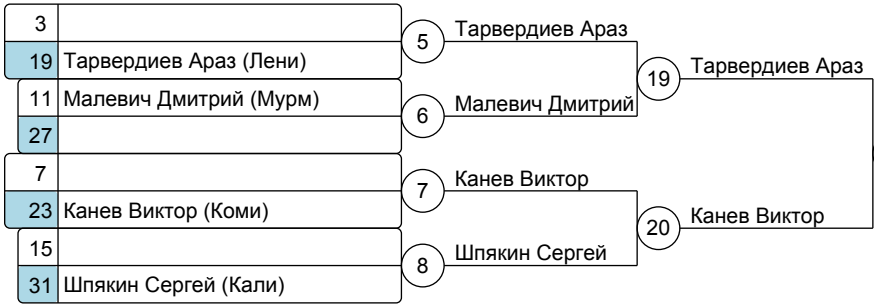 3
19 Тарвердиев Араз (Лени)
11 Малевич Дмитрий (Мурм)
27
7
23 Канев Виктор (Коми)
15
31 Шпякин Сергей (Кали)
5
6
7
8
Тарвердиев Араз
Малевич Дмитрий
Канев Виктор
Шпякин Сергей
19
20
Тарвердиев Араз
Канев Виктор